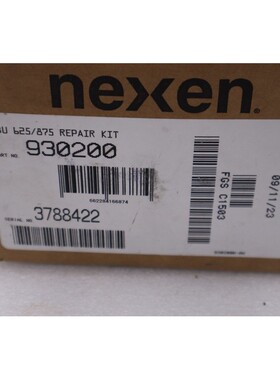 nexen
625/875 REPAIR KIT
930200
3788422
FGS C1503
09/11/23